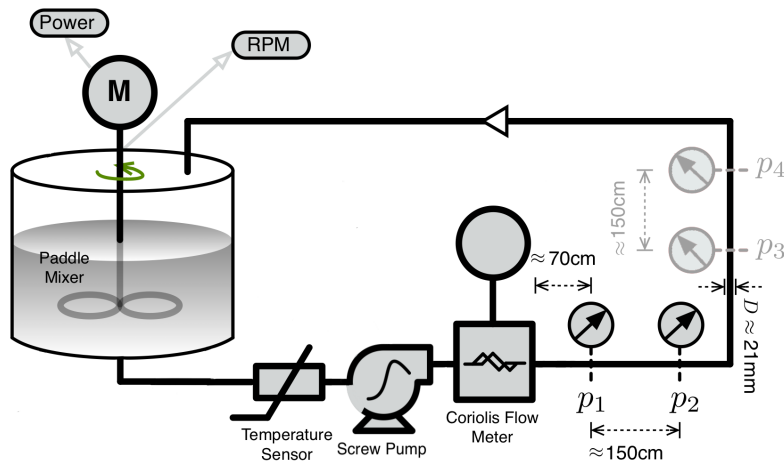 Power
RPM
M
p4
≈150cm
p3
≈70cm
Paddle
Mixer
D ≈ 21mm
p1
p2
Coriolis Flow
Meter
Temperature
Sensor
Screw Pump
≈150cm